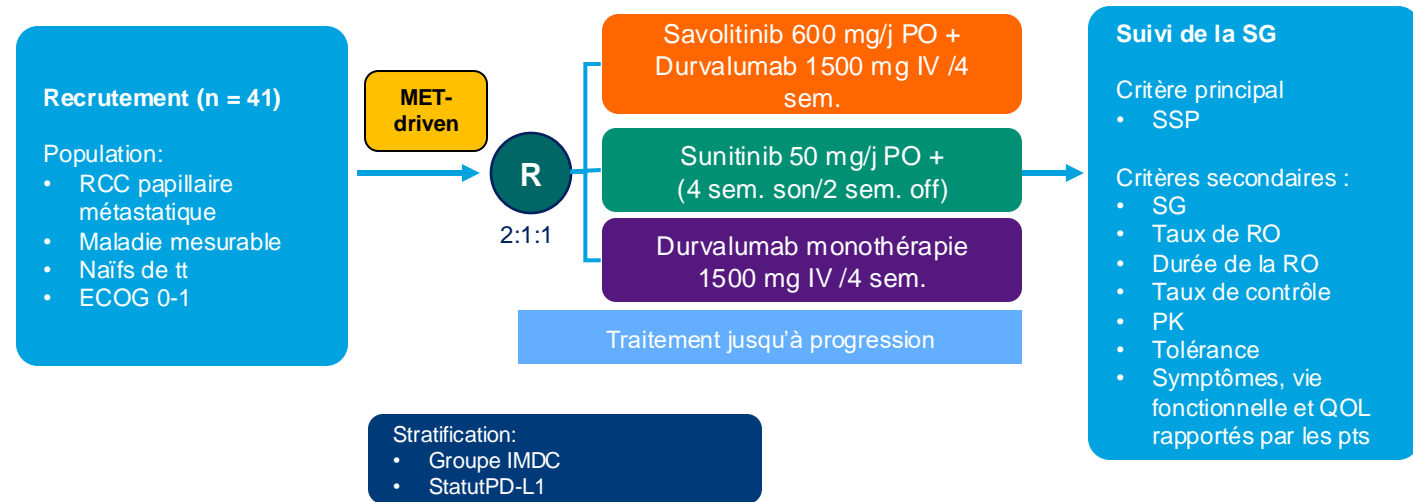 Recrutement (n = 41)
Population:
• RCC papillaire
métastatique
• Maladie mesurable
• Naïfs de tt
• ECOG 0-1
MET-
driven
R
2:1:1
Savolitinib 600 mg/j PO +
Durvalumab 1500 mg IV /4
sem.
Sunitinib 50 mg/j PO +
(4 sem. son/2 sem. off)
Durvalumab monothérapie
1500 mg IV /4 sem.
Traitement jusqu'à progression
Stratification:
• Groupe IMDC
• StatutPD-L1
Suivi de la SG
Critère principal
• SSP
Critères secondaires :
• SG
• Taux de RO
• Durée de la RO
• Taux de contrôle
• PK
• Tolérance
• Symptômes, vie
fonctionnelle et QOL
rapportés par les pts